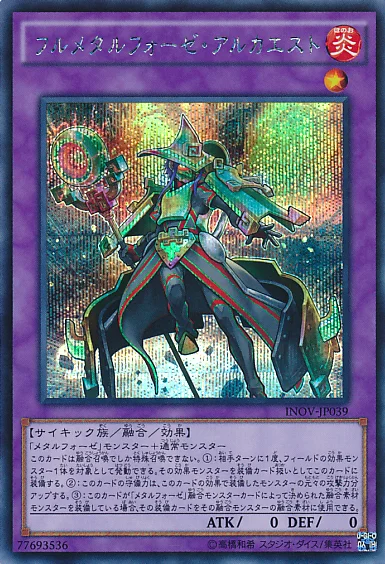 フルメタルフォーゼ・アルカエスト
炎
ほのお
INOV-JP039
【サイキック族／融合／効果】
「メタルフォーゼ」モンスター＋通常モンスター
このカードは融合召喚でしか特殊召喚できない。①：相手ターンに１度、フィールドの効果モ
ンスター１体を対象として発動できる。その効果モンスターを装備カード扱いとしてこのカードに
装備する。②：このカードの守備力は、このカードの効果で装備したモンスターの元々の攻撃力分
アップする。③：このカードが「メタルフォーゼ」融合モンスターカードによって決められた融合素材
モンスターを装備している場合、その装備カードをその融合モンスターの融合素材に使用できる。
ATK/ 0 DEF/ 0
77693536
©高橋和希 スタジオ・ダイス/集英社